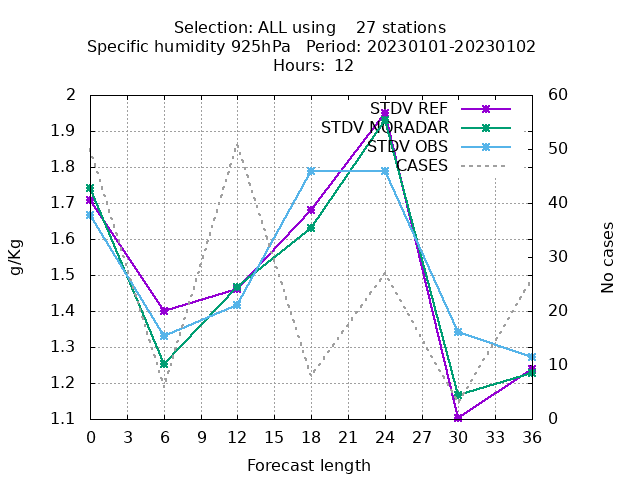 Selection: ALL using    27 stations
Specific humidity 925hPa   Period: 20230101-20230102
Hours:  12
2
1.9
1.8
1.7
1.6
1.5
1.4
1.3
1.2
1.1
g/Kg
STDV REF
STDV NORADAR
STDV OBS
CASES
60
50
40
30
20
10
0
No cases
0 3 6 9 12 15 18 21 24 27 30 33 36
Forecast length